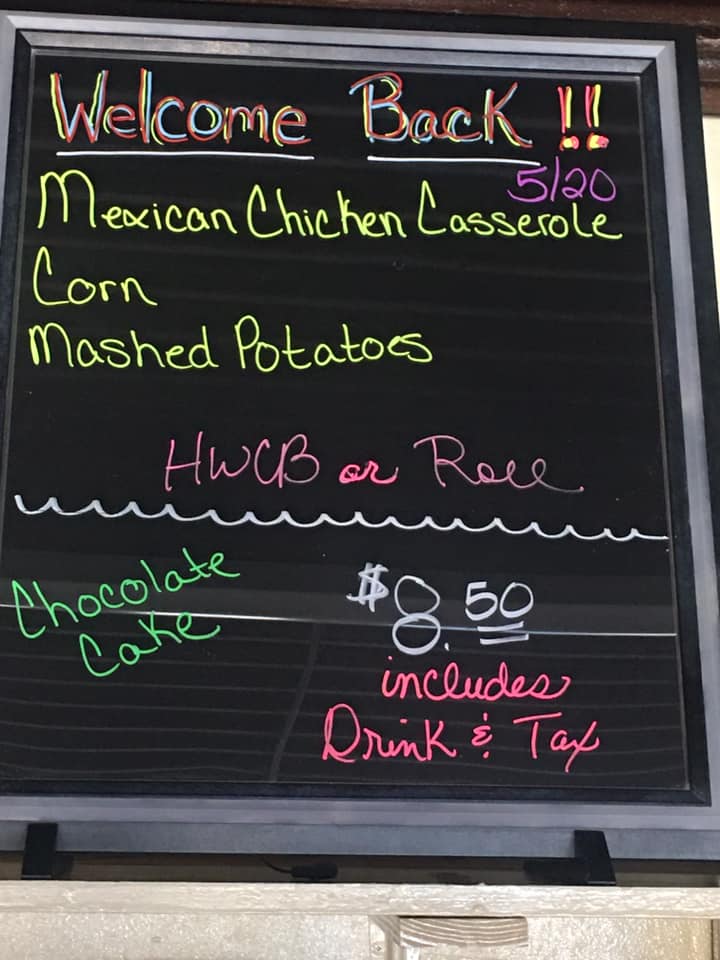 Welcome Back !!
5/20
Mexican Chicken Casserole
Corn
Mashed Potatoes
HWCB or Roll
Chocolate
Cake
$8.50
includes
Drink & Tax